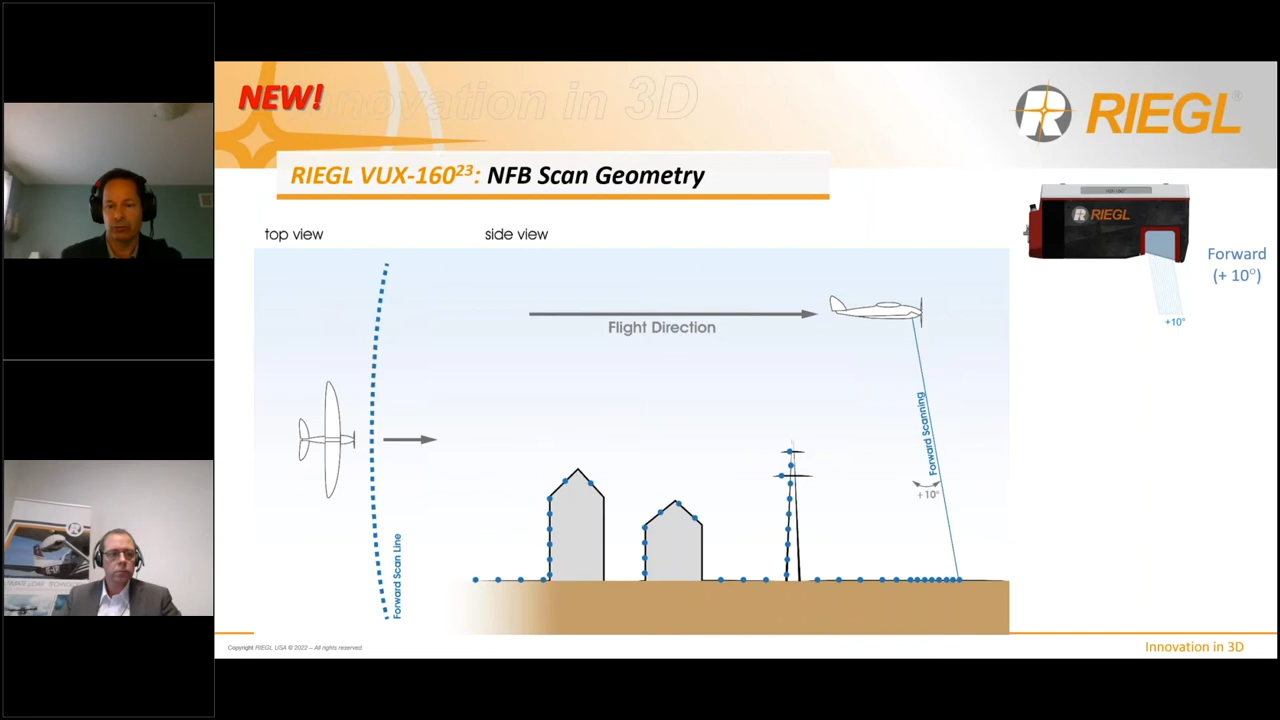 NEW!
Innovation in 3D
RIEGL®
RIEGL VUX-160²³: NFB Scan Geometry
top view
side view
RIEGL
Forward
(+ 10°)
+10°
Flight Direction
Forward Scanning
+10°
Forward Scan Line
Copyright RIEGL USA © 2022 – All rights reserved.
Innovation in 3D